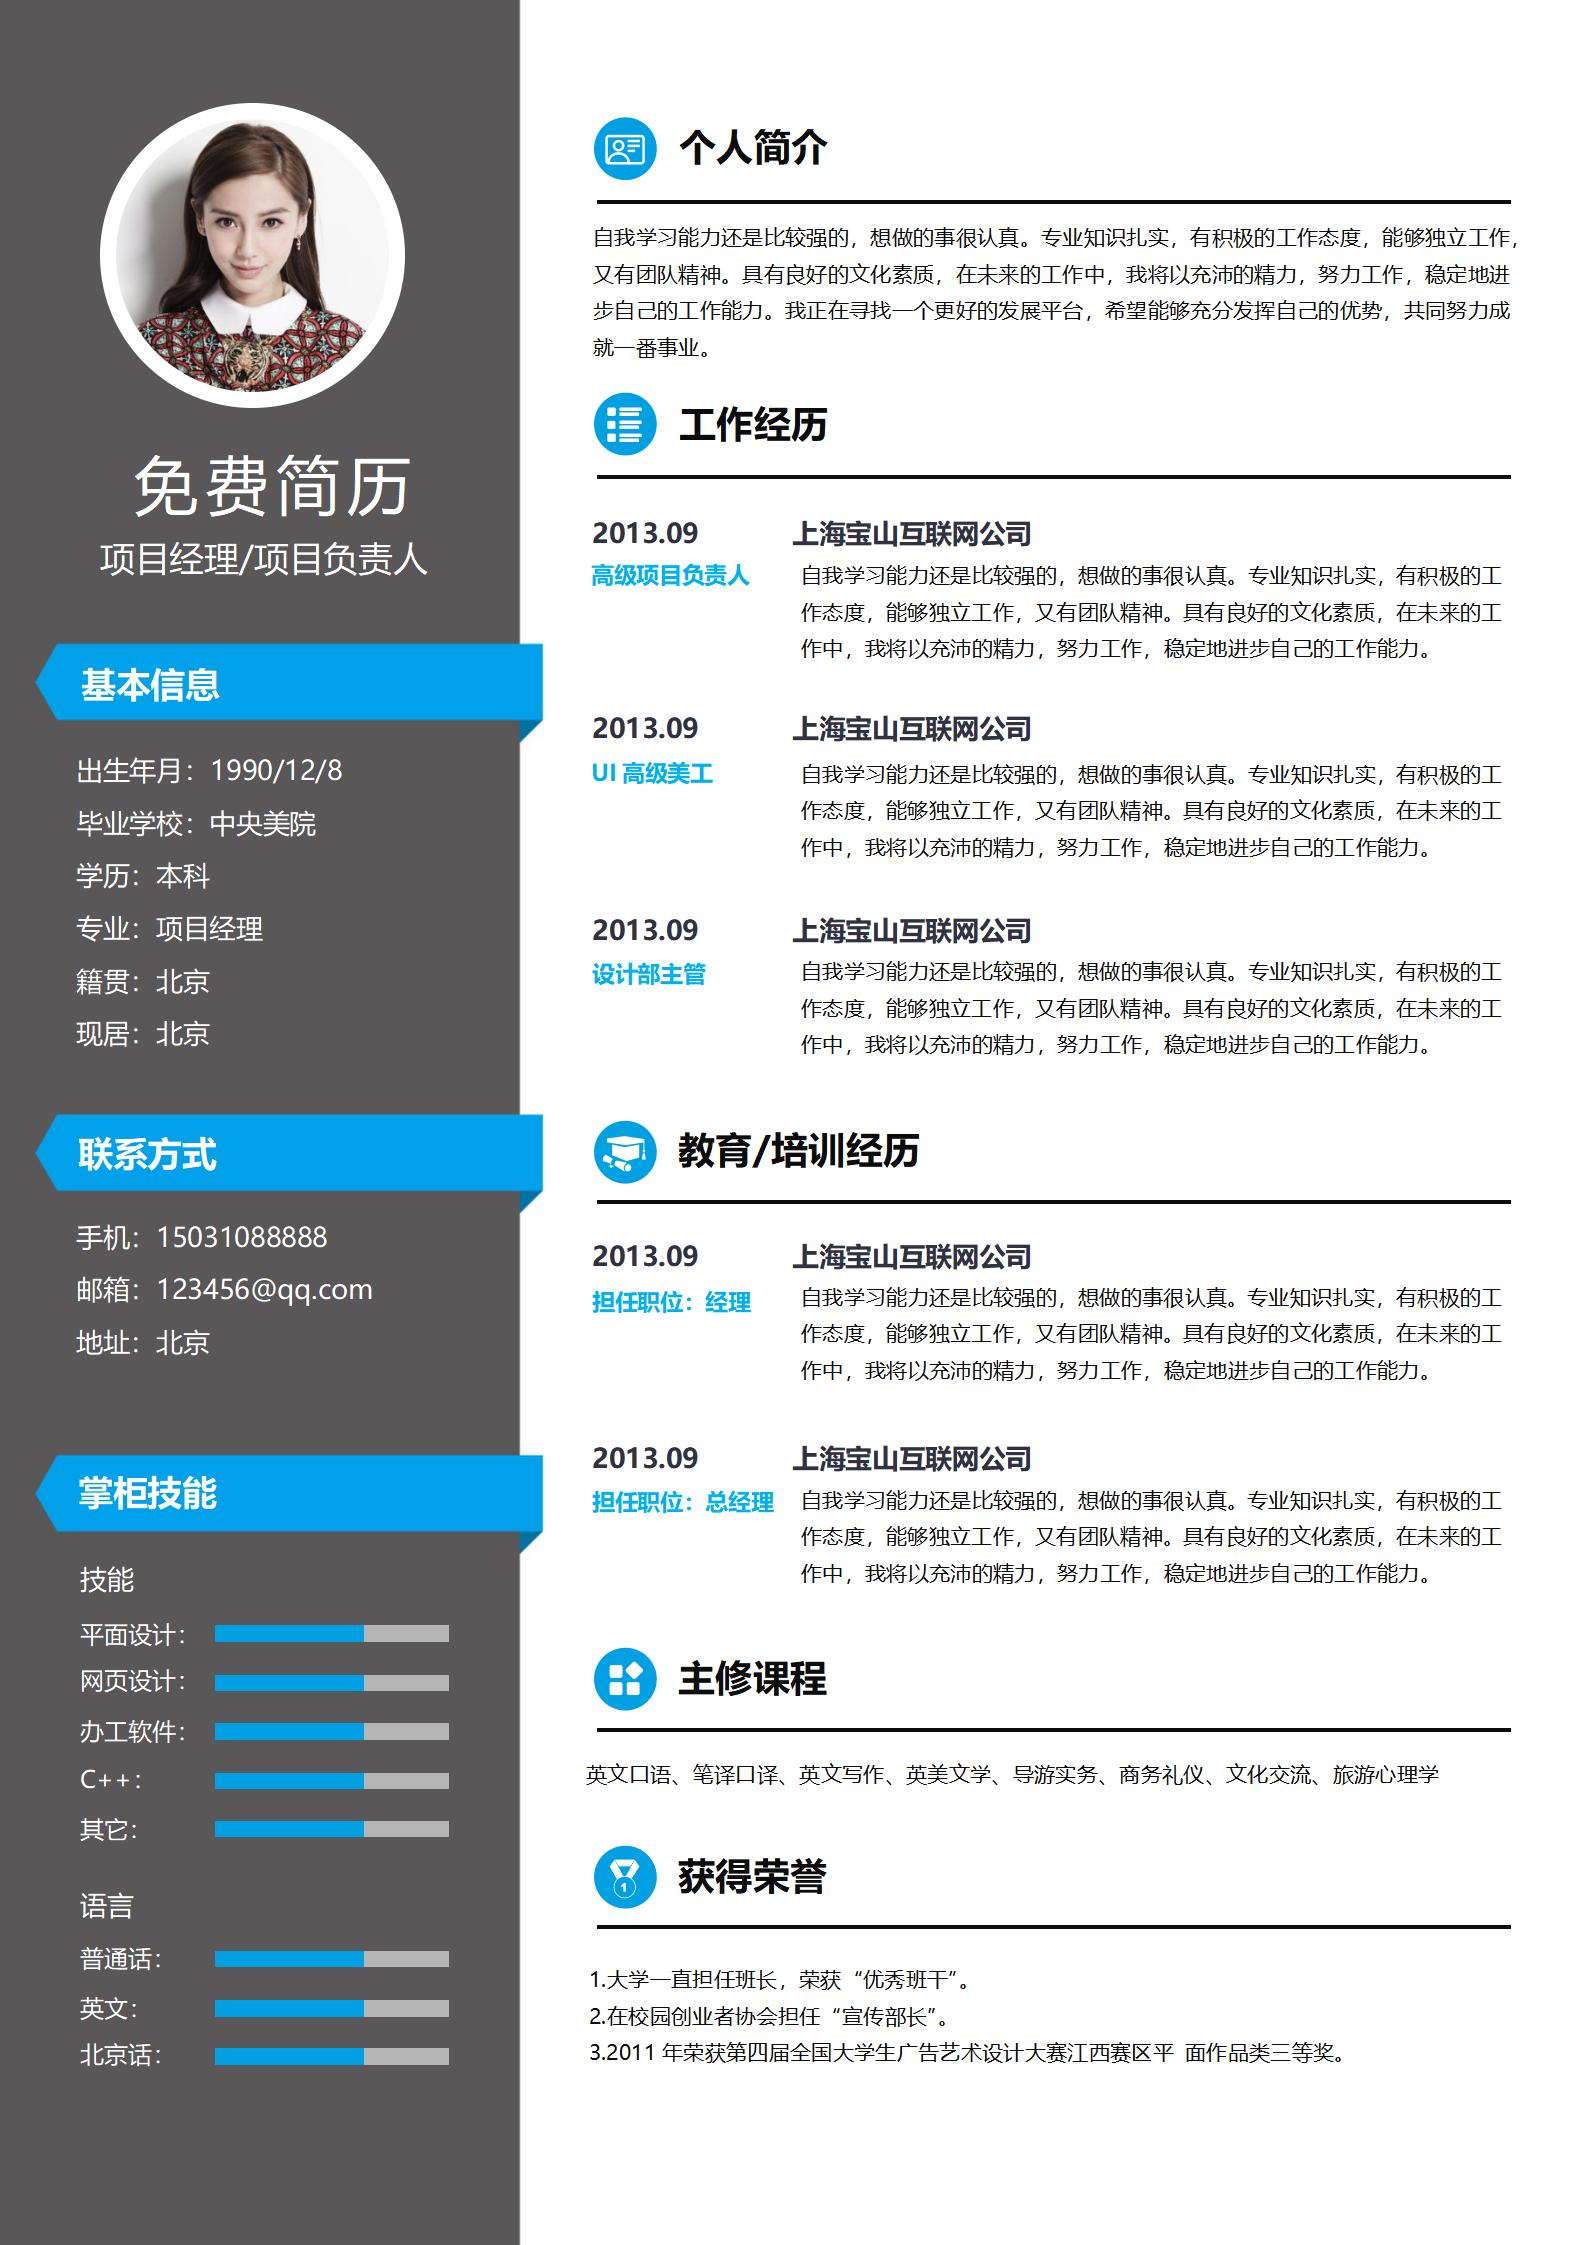 免费简历
项目经理/项目负责人
基本信息
出生年月：1990/12/8
毕业学校：中央美院
学历：本科
专业：项目经理
籍贯：北京
现居：北京
联系方式
手机：15031088888
邮箱：123456@qq.com
地址：北京
掌柜技能
技能
平面设计：
网页设计：
办工软件：
C++：
其它：
语言
普通话：
英文：
北京话：
个人简介
自我学习能力还是比较强的，想做的事很认真。专业知识扎实，有积极的工作态度，能够独立工作，
又有团队精神。具有良好的文化素质，在未来的工作中，我将以充沛的精力，努力工作，稳定地进
步自己的工作能力。我正在寻找一个更好的发展平台，希望能够充分发挥自己的优势，共同努力成
就一番事业。
工作经历
2013.09 上海宝山互联网公司
高级项目负责人 自我学习能力还是比较强的，想做的事很认真。专业知识扎实，有积极的工
作态度，能够独立工作，又有团队精神。具有良好的文化素质，在未来的工
作中，我将以充沛的精力，努力工作，稳定地进步自己的工作能力。
2013.09 上海宝山互联网公司
UI 高级美工 自我学习能力还是比较强的，想做的事很认真。专业知识扎实，有积极的工
作态度，能够独立工作，又有团队精神。具有良好的文化素质，在未来的工
作中，我将以充沛的精力，努力工作，稳定地进步自己的工作能力。
2013.09 上海宝山互联网公司
设计部主管 自我学习能力还是比较强的，想做的事很认真。专业知识扎实，有积极的工
作态度，能够独立工作，又有团队精神。具有良好的文化素质，在未来的工
作中，我将以充沛的精力，努力工作，稳定地进步自己的工作能力。
教育/培训经历
2013.09 上海宝山互联网公司
担任职位：经理 自我学习能力还是比较强的，想做的事很认真。专业知识扎实，有积极的工
作态度，能够独立工作，又有团队精神。具有良好的文化素质，在未来的工
作中，我将以充沛的精力，努力工作，稳定地进步自己的工作能力。
2013.09 上海宝山互联网公司
担任职位：总经理 自我学习能力还是比较强的，想做的事很认真。专业知识扎实，有积极的工
作态度，能够独立工作，又有团队精神。具有良好的文化素质，在未来的工
作中，我将以充沛的精力，努力工作，稳定地进步自己的工作能力。
主修课程
英文口语、笔译口译、英文写作、英美文学、导游实务、商务礼仪、文化交流、旅游心理学
1
获得荣誉
1.大学一直担任班长，荣获“优秀班干”。
2.在校园创业者协会担任“宣传部长”。
3.2011 年荣获第四届全国大学生广告艺术设计大赛江西赛区平 面作品类三等奖。